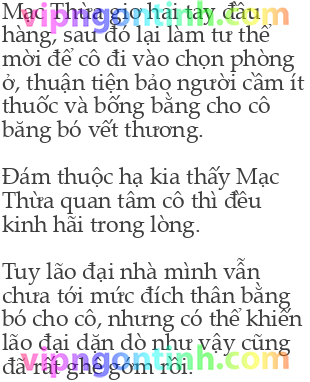 Mạc Thừa giơ hai tay đầu
hàng, sau đó lại làm tư thế
mời để cô đi vào chọn phòng
ở, thuận tiện bảo người cầm ít
thuốc và bống bằng cho cô
băng bó vết thương.
Đám thuộc hạ kia thấy Mạc
Thừa quan tâm cô thì đều
kinh hãi trong lòng.
Tuy lão đại nhà mình vẫn
chưa tới mức đích thân bằng
bó cho cô, nhưng có thể khiến
lão đại dặn dò như vậy cũng
đã rất ghê gớm rồi.
vipngontinh.com
vipngontinh.com